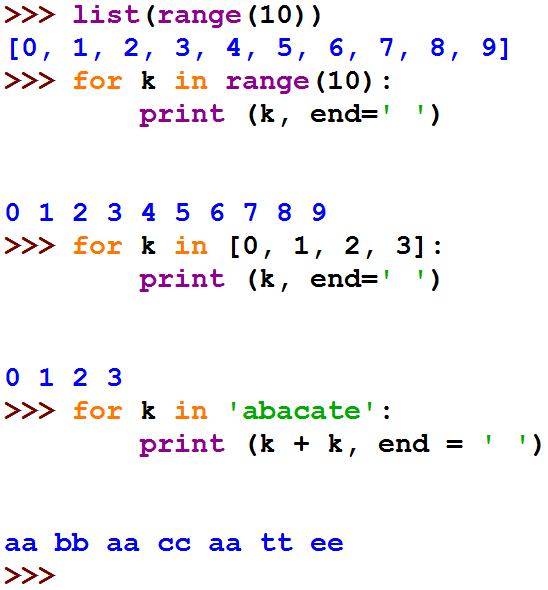 >>> list(range(10))
[0, 1, 2, 3, 4, 5, 6, 7, 8, 9]
>>> for k in range(10):
        print (k, end=' ')
0 1 2 3 4 5 6 7 8 9
>>> for k in [0, 1, 2, 3]:
        print (k, end=' ')
0 1 2 3
>>> for k in 'abacate':
        print (k + k, end = ' ')
aa bb aa cc aa tt ee
>>>